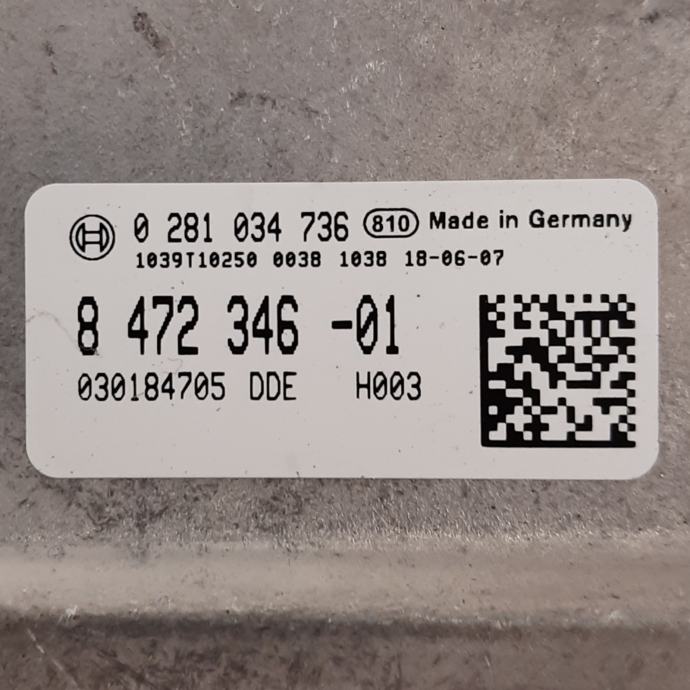 0 281 034 736 810 Made in Germany
1039T10250 0038 1038 18-06-07
8 472 346 -01
030184705 DDE H003